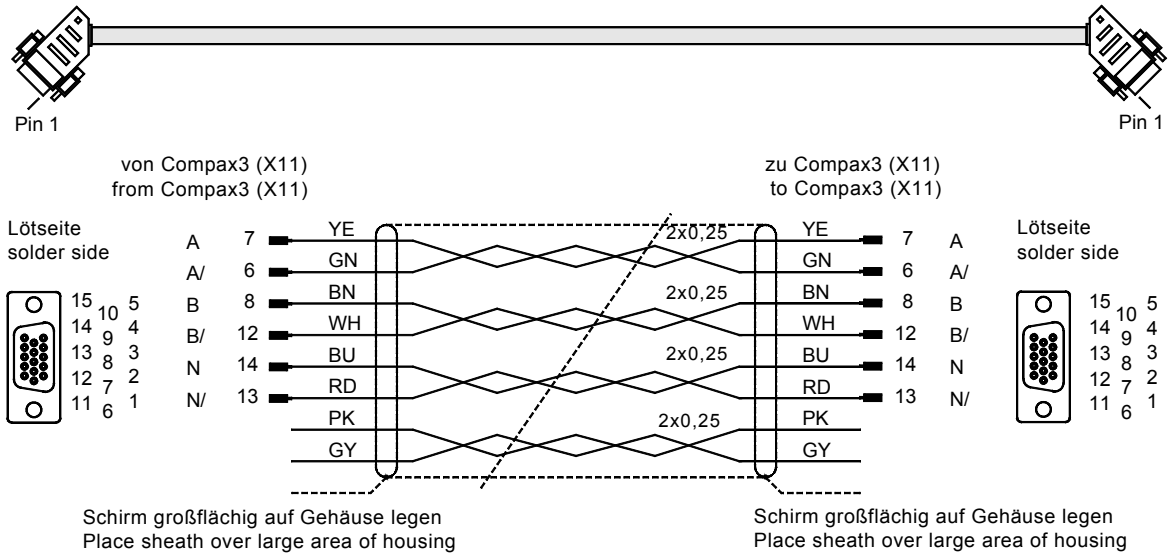 Pin 1
Pin 1
von Compax3 (X11)
from Compax3 (X11)
zu Compax3 (X11)
to Compax3 (X11)
Lötseite
solder side
Lötseite
solder side
A 7 YE 2x0,25 YE 7 A
A/ 6 GN GN 6 A/
B 8 BN 2x0,25 BN 8 B
B/ 12 WH WH 12 B/
N 14 BU 2x0,25 BU 14 N
N/ 13 RD RD 13 N/
PK 2x0,25 PK
GY GY
15 10 5
14 9 4
13 8 3
12 7 2
11 6 1
15 10 5
14 9 4
13 8 3
12 7 2
11 6 1
Schirm großflächig auf Gehäuse legen
Place sheath over large area of housing
Schirm großflächig auf Gehäuse legen
Place sheath over large area of housing